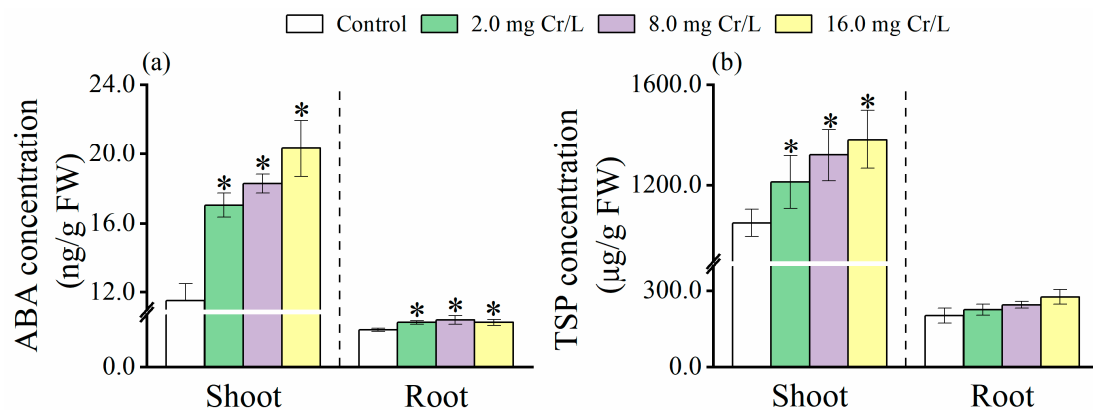 Control 2.0 mg Cr/L 8.0 mg Cr/L 16.0 mg Cr/L
(a)
ABA concentration
(ng/g FW)
24.0
20.0
16.0
12.0
0.0
* * *
* * *
Shoot Root
(b)
TSP concentration
(μg/g FW)
1600.0
1200.0
300.0
0.0
* * *
Shoot Root